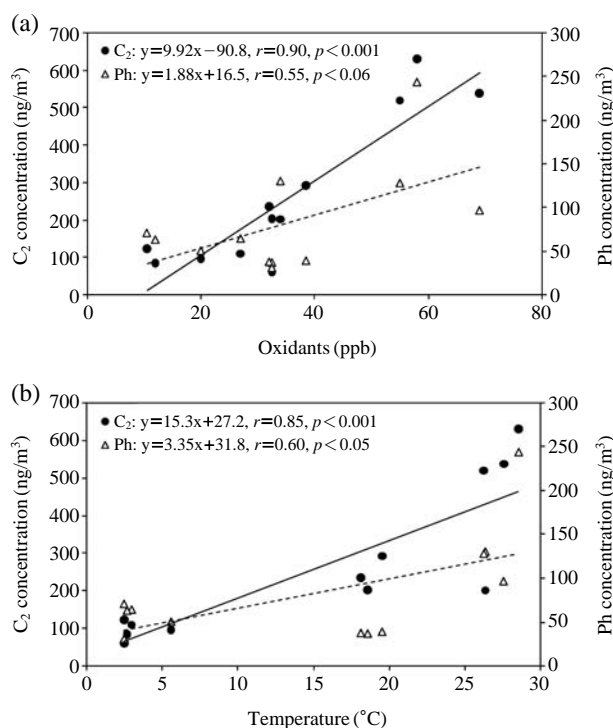 (a)
● C₂: y=9.92x−90.8, r=0.90, p<0.001
△ Ph: y=1.88x+16.5, r=0.55, p<0.06
C₂ concentration (ng/m³)
700
600
500
400
300
200
100
0
300
250
200
150
100
50
0
Ph concentration (ng/m³)
0 20 40 60 80
Oxidants (ppb)
(b)
● C₂: y=15.3x+27.2, r=0.85, p<0.001
△ Ph: y=3.35x+31.8, r=0.60, p<0.05
C₂ concentration (ng/m³)
700
600
500
400
300
200
100
0
300
250
200
150
100
50
0
Ph concentration (ng/m³)
0 5 10 15 20 25 30
Temperature (°C)